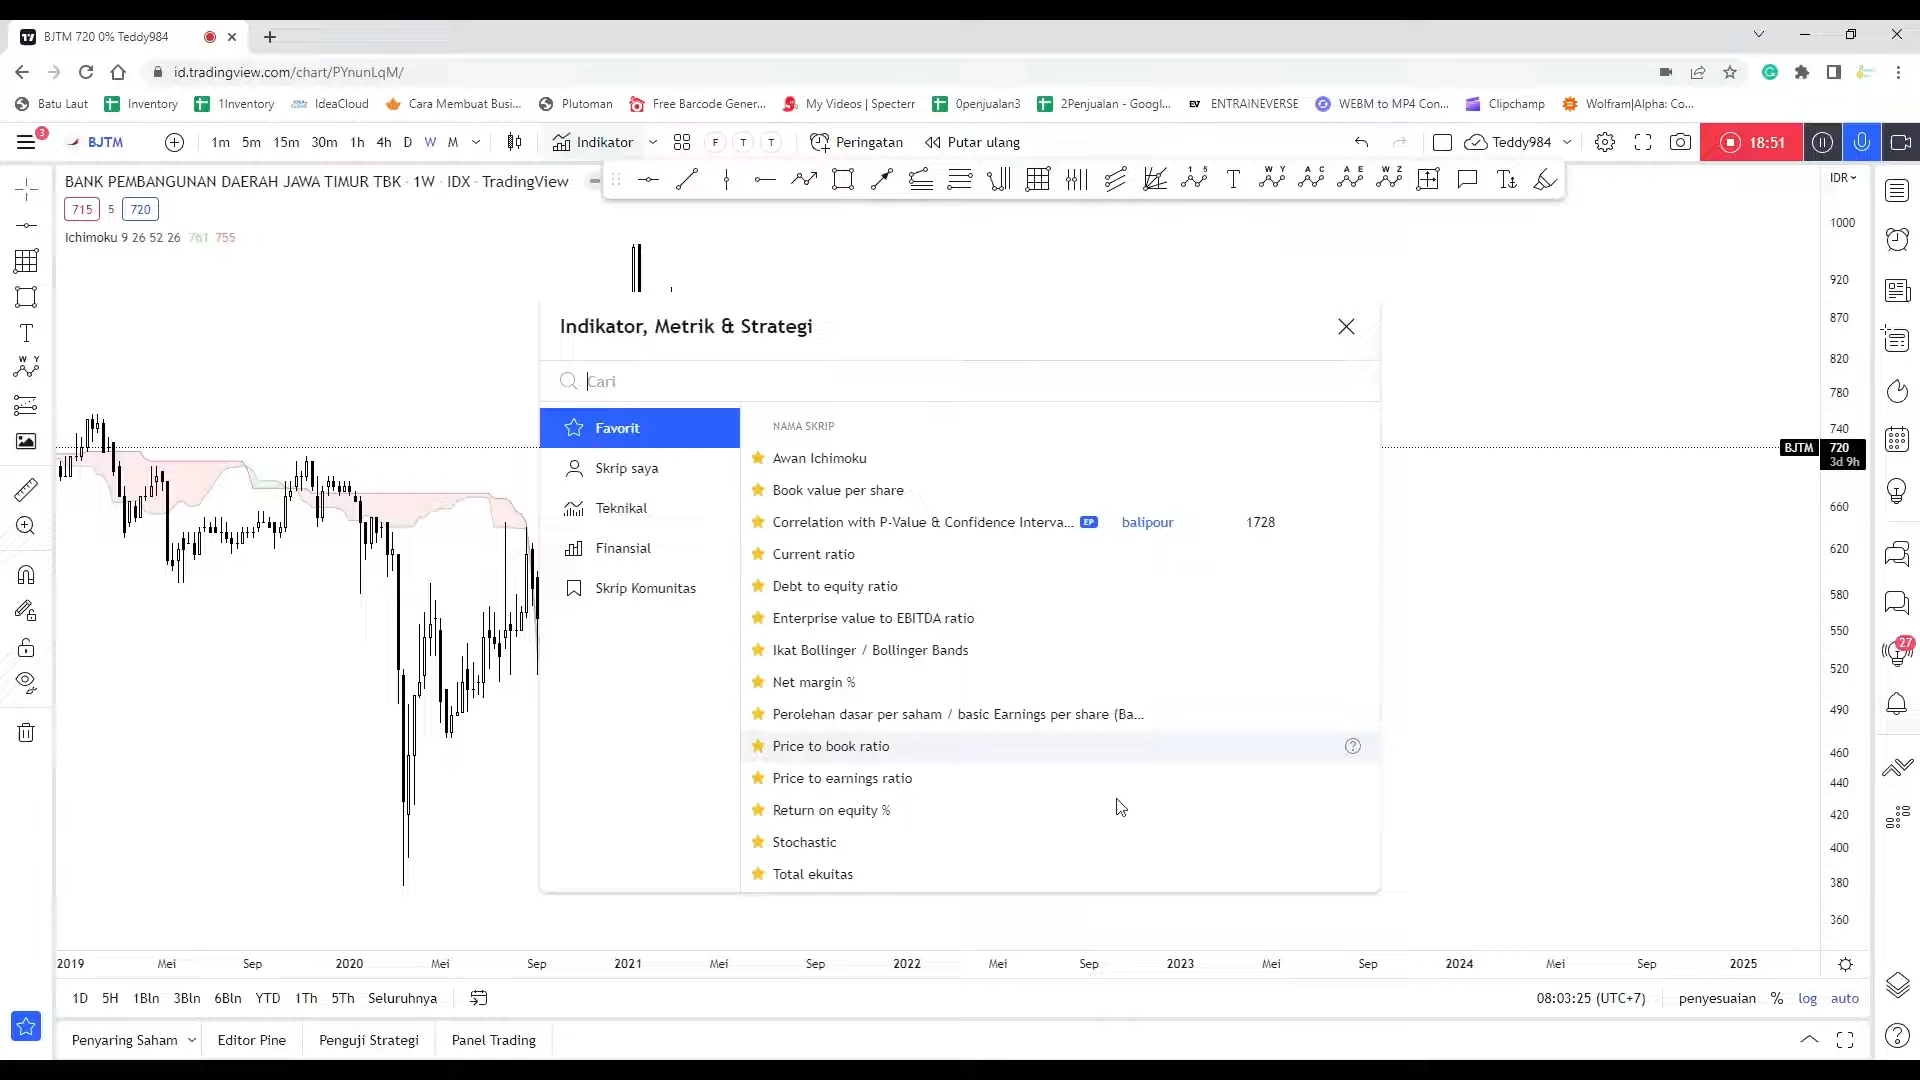 BJTM 720 0% Teddy984
id.tradingview.com/chart/PYnunLqM/
Batu Laut
Inventory
1Inventory
IdeaCloud
Cara Membuat Busi...
Plutoman
Free Barcode Gener...
My Videos | Specterr
0penjualan3
2Penjualan - Googl...
EV ENTRAINEVERSE
WEBM to MP4 Con...
Clipchamp
Wolfram|Alpha: Co...
3
BJTM
1m 5m 15m 30m 1h 4h D W M
Indikator
F T T
Peringatan
Putar ulang
Teddy984
18:51
BANK PEMBANGUNAN DAERAH JAWA TIMUR TBK · 1W · IDX · TradingView
1 5
T
W Y
A C
A E
W Z
IDR
715 5 720
Ichimoku 9 26 52 26 761 755
Indikator, Metrik & Strategi
Cari
Favorit
Skrip saya
Teknikal
Finansial
Skrip Komunitas
NAMA SKRIP
Awan Ichimoku
Book value per share
Correlation with P-Value & Confidence Interva... EP balipour 1728
Current ratio
Debt to equity ratio
Enterprise value to EBITDA ratio
Ikat Bollinger / Bollinger Bands
Net margin %
Perolehan dasar per saham / basic Earnings per share (Ba...
Price to book ratio
Price to earnings ratio
Return on equity %
Stochastic
Total ekuitas
T
W Y
1000
920
870
820
780
740
BJTM 720
3d 9h
660
620
580
550
520
490
460
440
420
400
380
360
27
2019 Mei Sep 2020 Mei Sep 2021 Mei Sep 2022 Mei Sep 2023 Mei Sep 2024 Mei Sep 2025
1D 5H 1Bln 3Bln 6Bln YTD 1Th 5Th Seluruhnya
08:03:25 (UTC+7)
penyesuaian % log auto
Penyaring Saham
Editor Pine
Penguji Strategi
Panel Trading